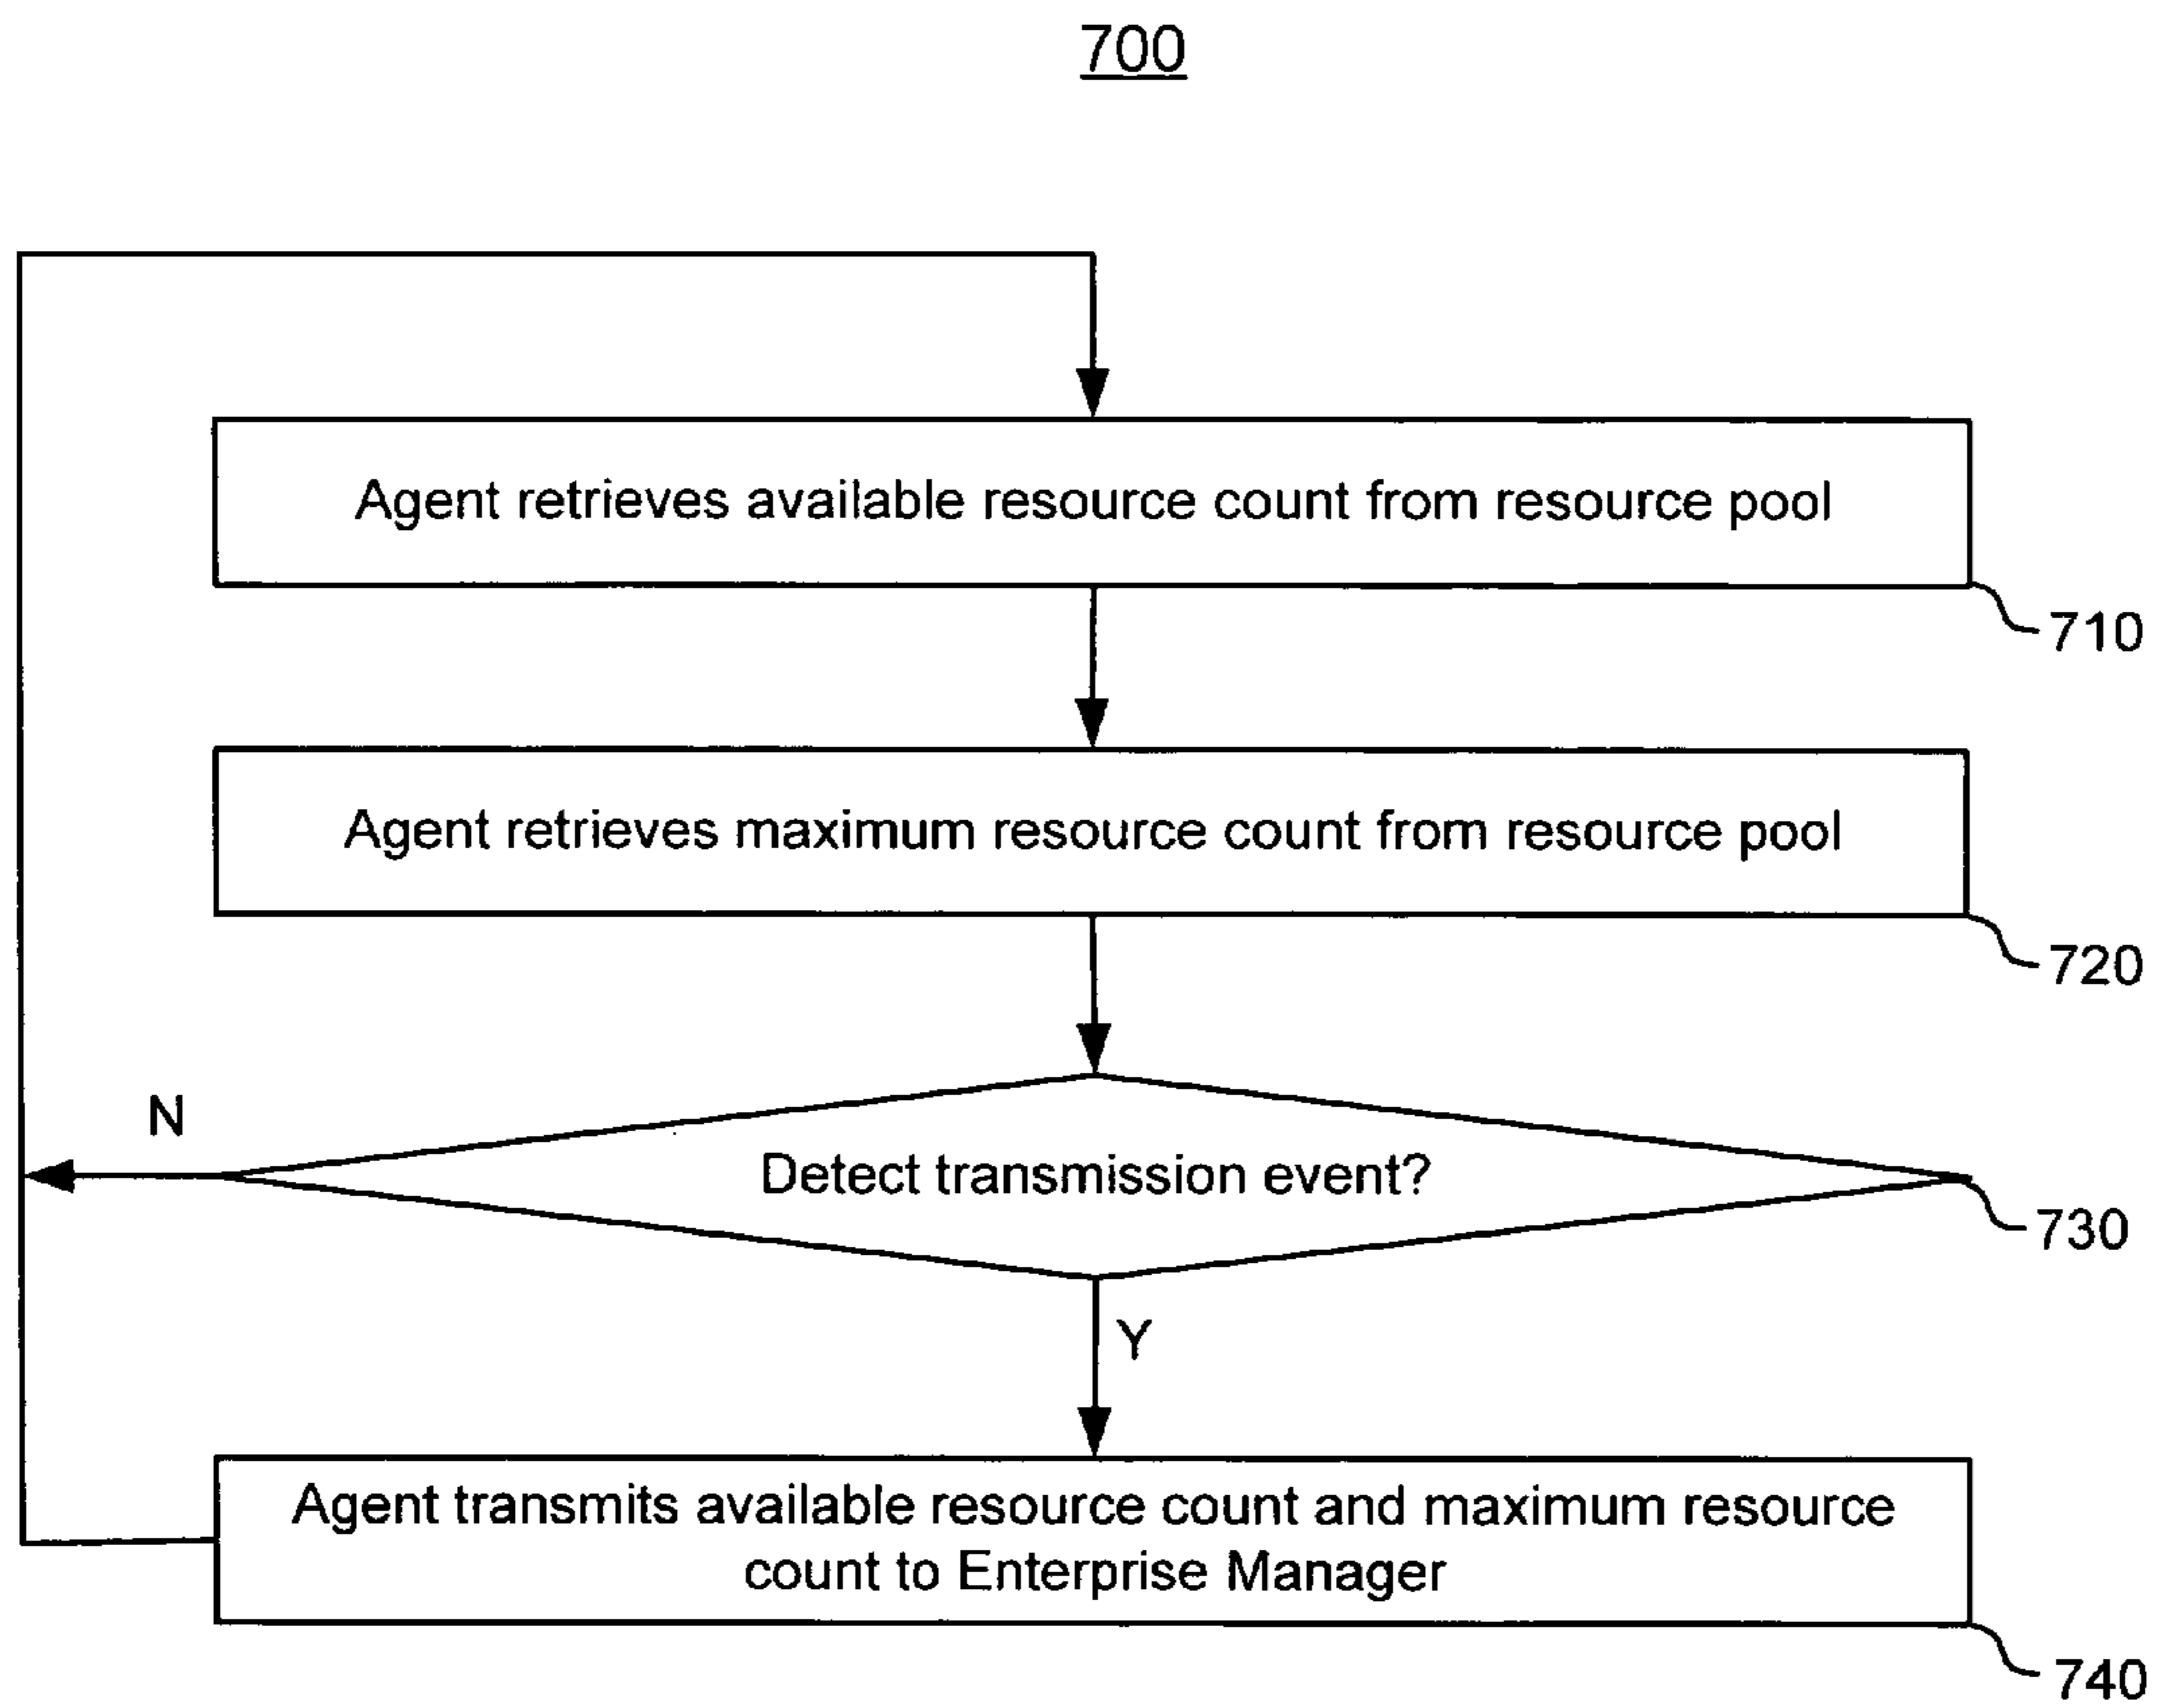 700
Agent retrieves available resource count from resource pool
710
Agent retrieves maximum resource count from resource pool
720
N
Detect transmission event?
730
Y
Agent transmits available resource count and maximum resource
count to Enterprise Manager
740